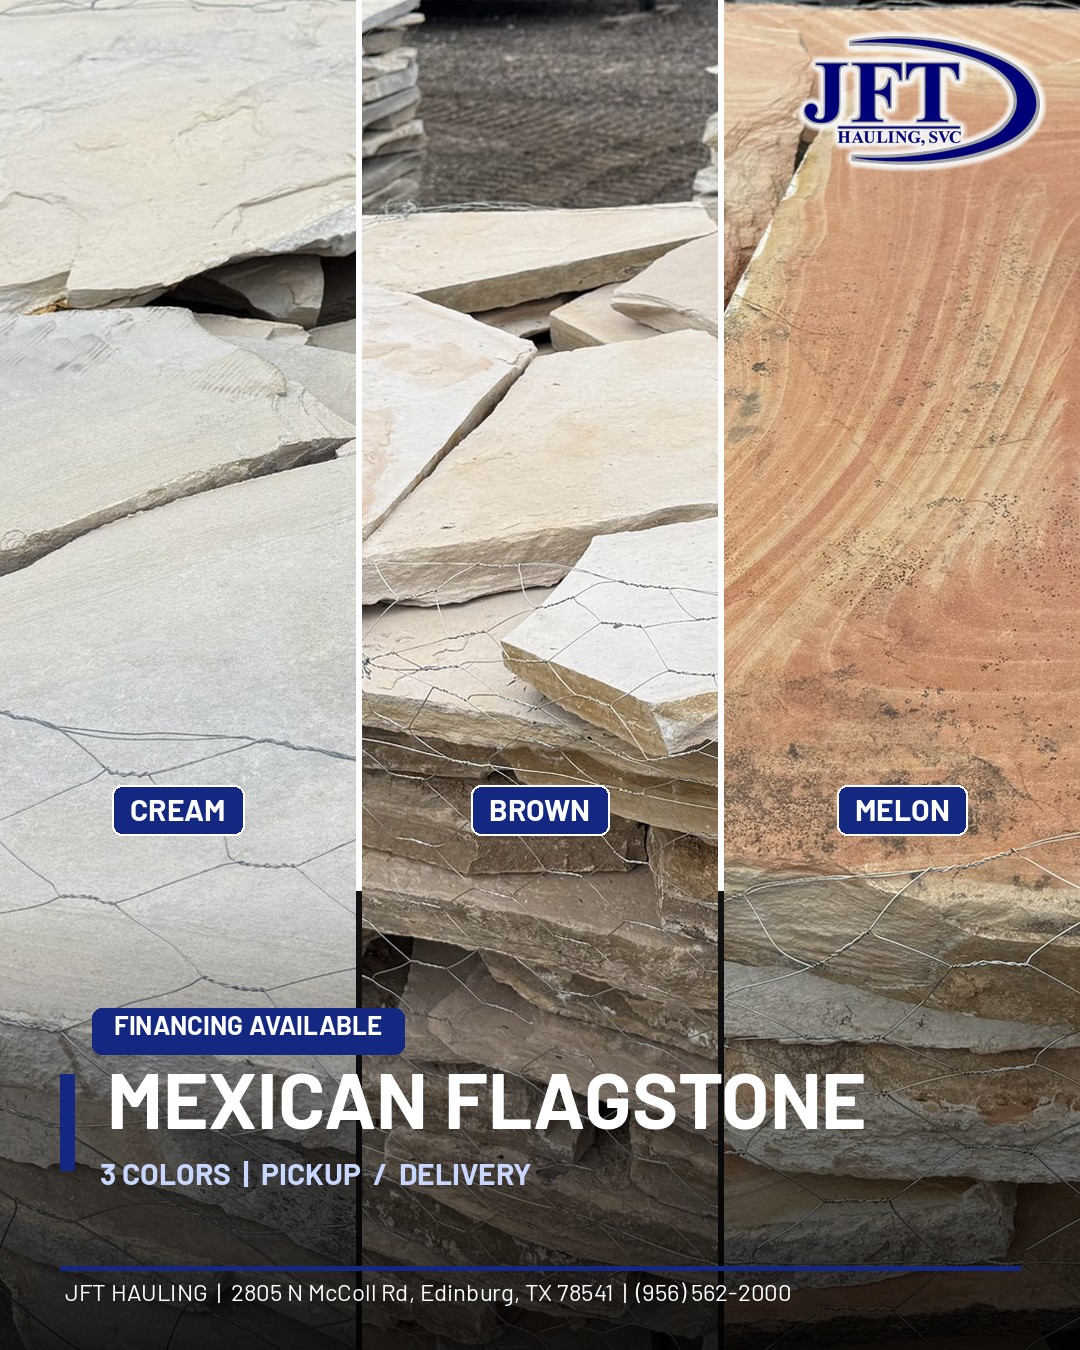 JFT
HAULING, SVC
CREAM
BROWN
MELON
FINANCING AVAILABLE
MEXICAN FLAGSTONE
3 COLORS | PICKUP / DELIVERY
JFT HAULING | 2805 N McColl Rd, Edinburg, TX 78541 | (956) 562-2000